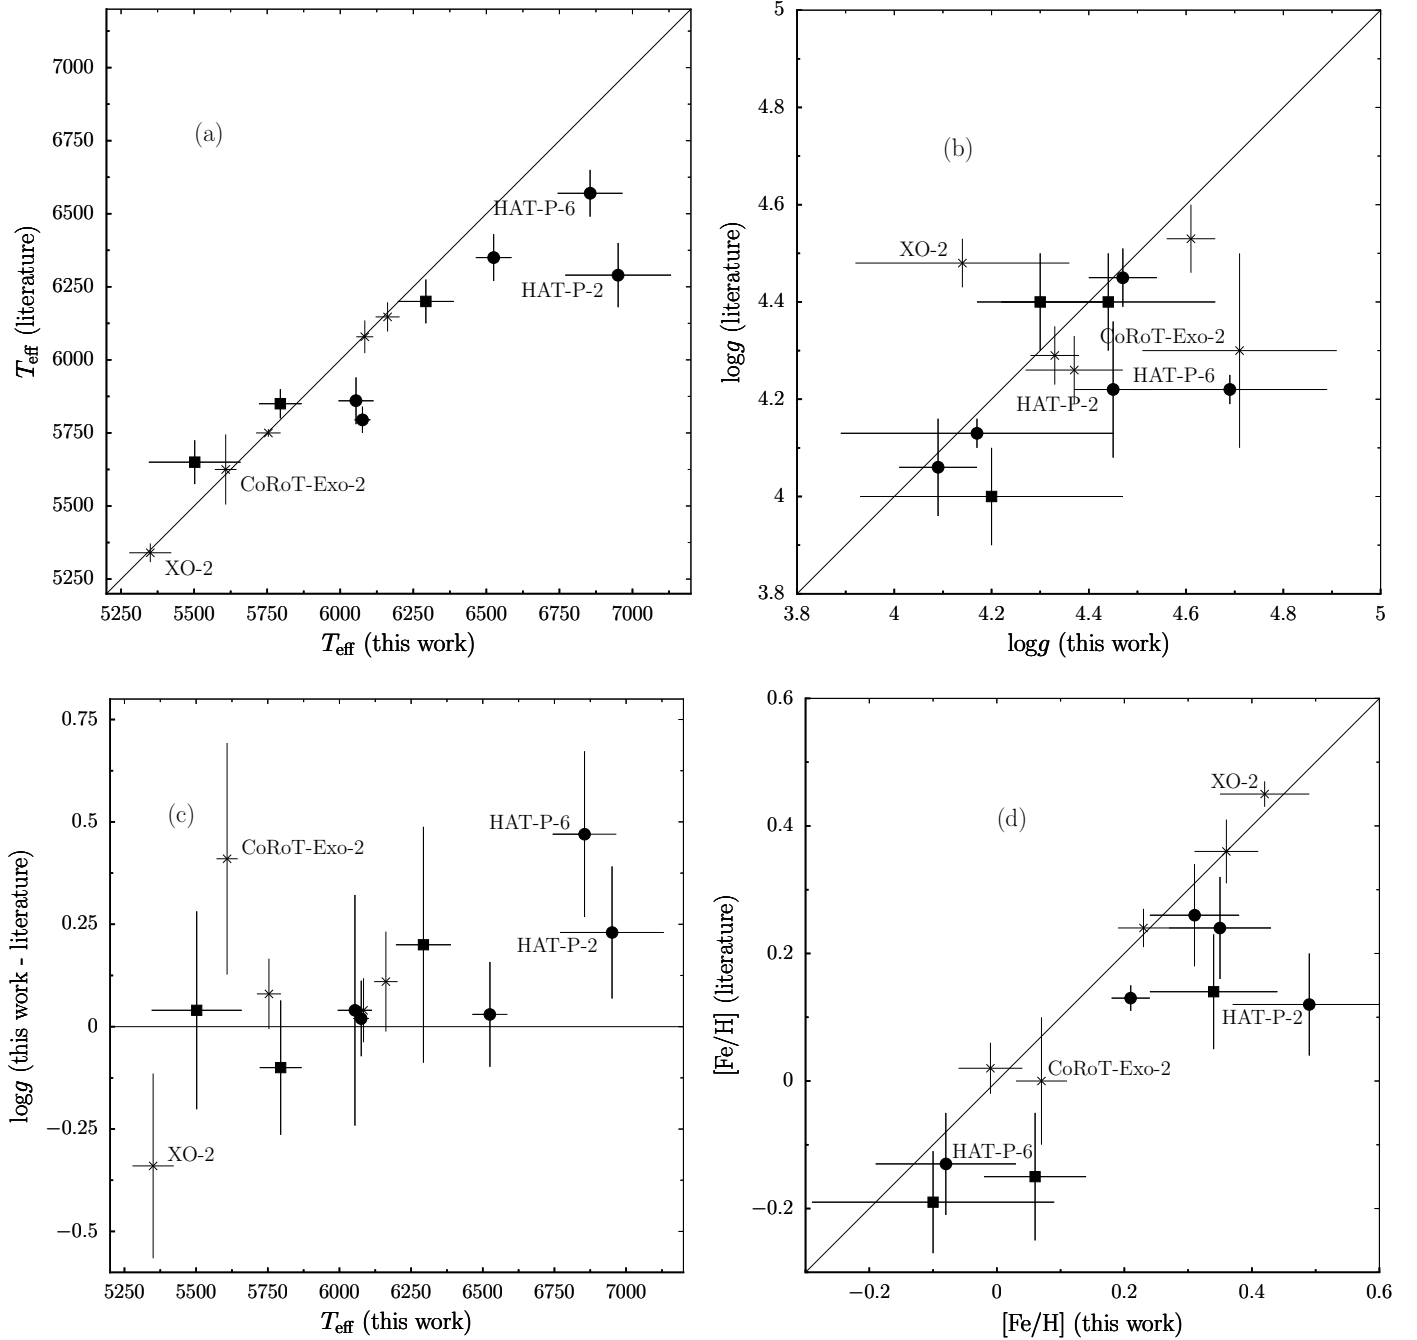 (a)
7000
6750
6500
6250
6000
5750
5500
5250
T_eff (literature)
HAT-P-6
HAT-P-2
CoRoT-Exo-2
XO-2
5250 5500 5750 6000 6250 6500 6750 7000
T_eff (this work)
(b)
5
4.8
4.6
4.4
4.2
4
3.8
logg (literature)
XO-2
CoRoT-Exo-2
HAT-P-6
HAT-P-2
3.8 4 4.2 4.4 4.6 4.8 5
logg (this work)
(c)
0.75
0.5
0.25
0
−0.25
−0.5
logg (this work - literature)
HAT-P-6
CoRoT-Exo-2
HAT-P-2
XO-2
5250 5500 5750 6000 6250 6500 6750 7000
T_eff (this work)
(d)
0.6
0.4
0.2
0
−0.2
[Fe/H] (literature)
XO-2
HAT-P-2
CoRoT-Exo-2
HAT-P-6
−0.2 0 0.2 0.4 0.6
[Fe/H] (this work)